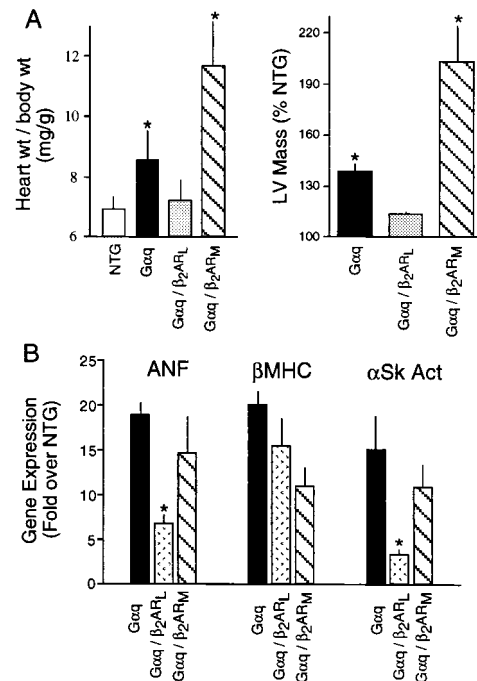 A
Heart wt / body wt
(mg/g)
12
10
8
6
*
*
NTG
Gαq
Gαq / β₂ARL
Gαq / β₂ARM
LV Mass (% NTG)
220
190
160
130
100
*
*
Gαq
Gαq / β₂ARL
Gαq / β₂ARM
B
Gene Expression
(Fold over NTG)
25
20
15
10
5
0
ANF
βMHC
αSk Act
*
*
Gαq
Gαq / β₂ARL
Gαq / β₂ARM
Gαq
Gαq / β₂ARL
Gαq / β₂ARM
Gαq
Gαq / β₂ARL
Gαq / β₂ARM